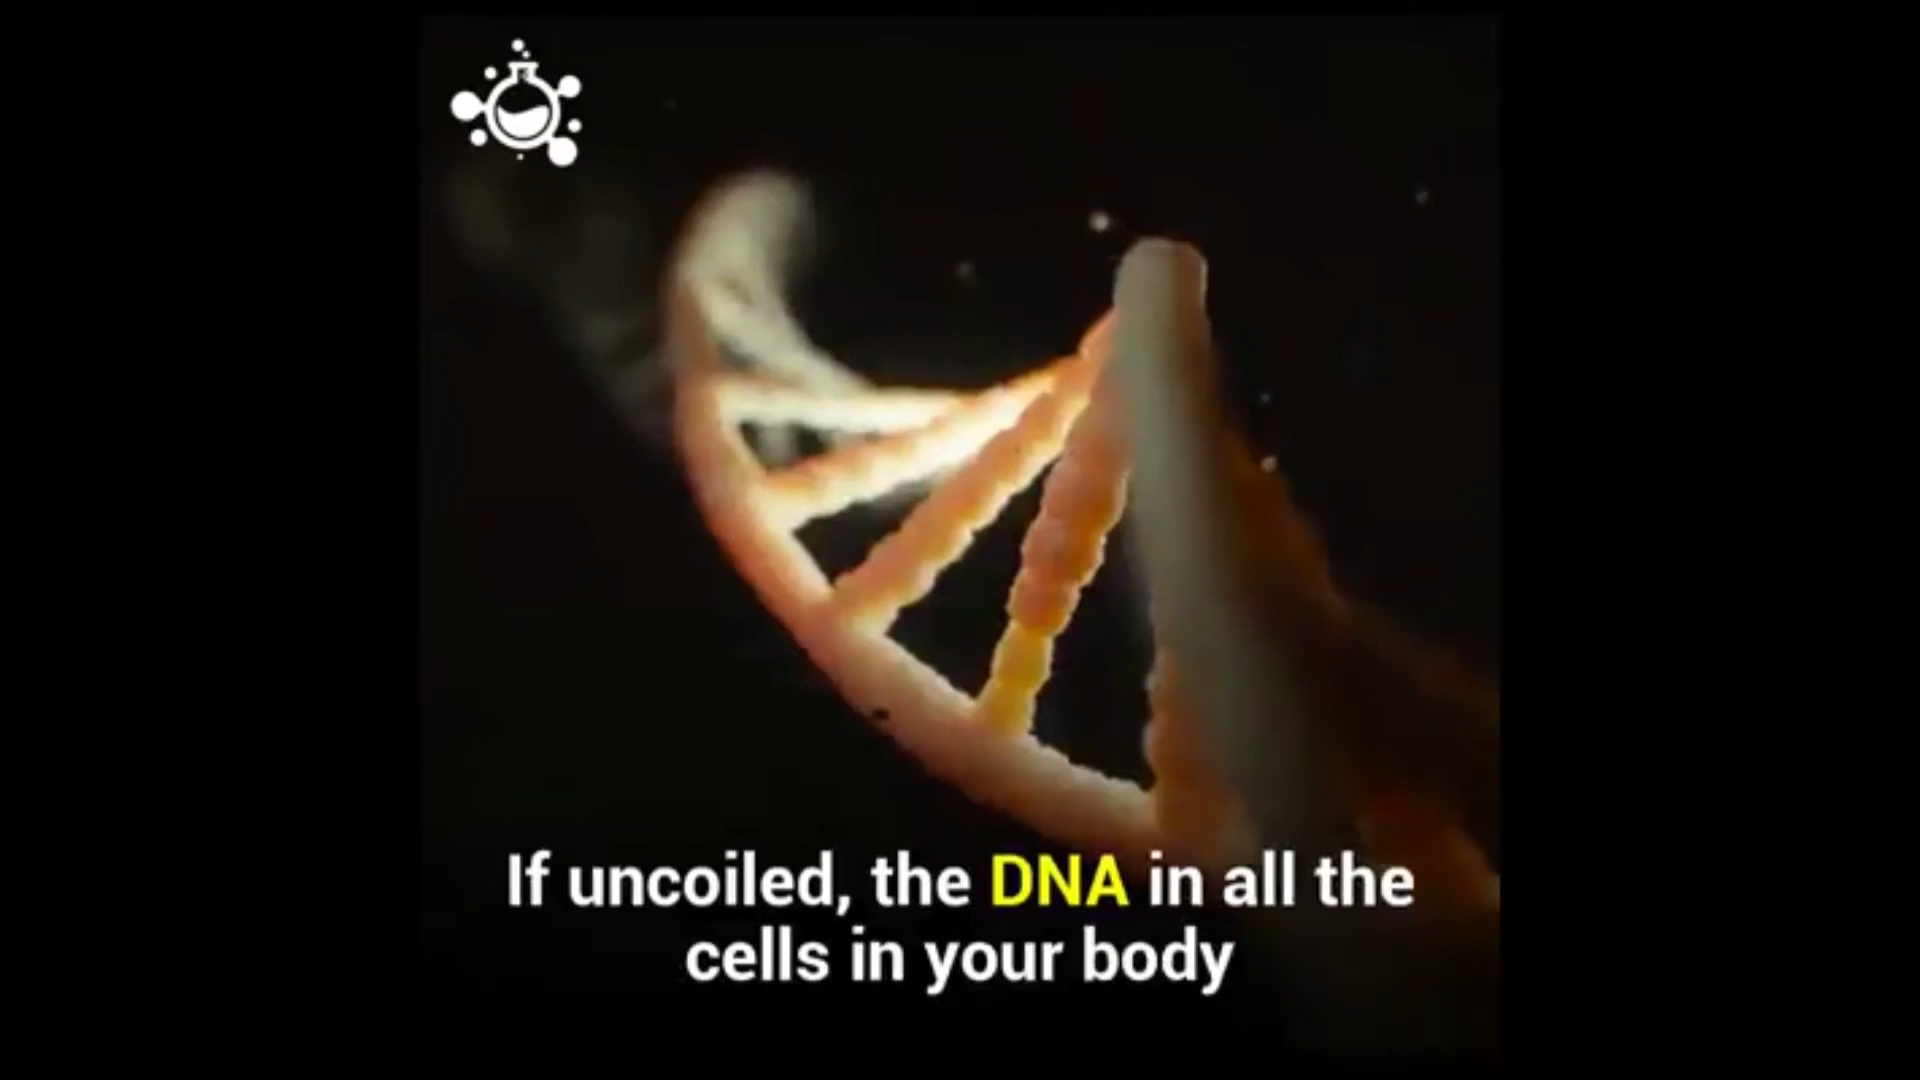 If uncoiled, the DNA in all the
cells in your body